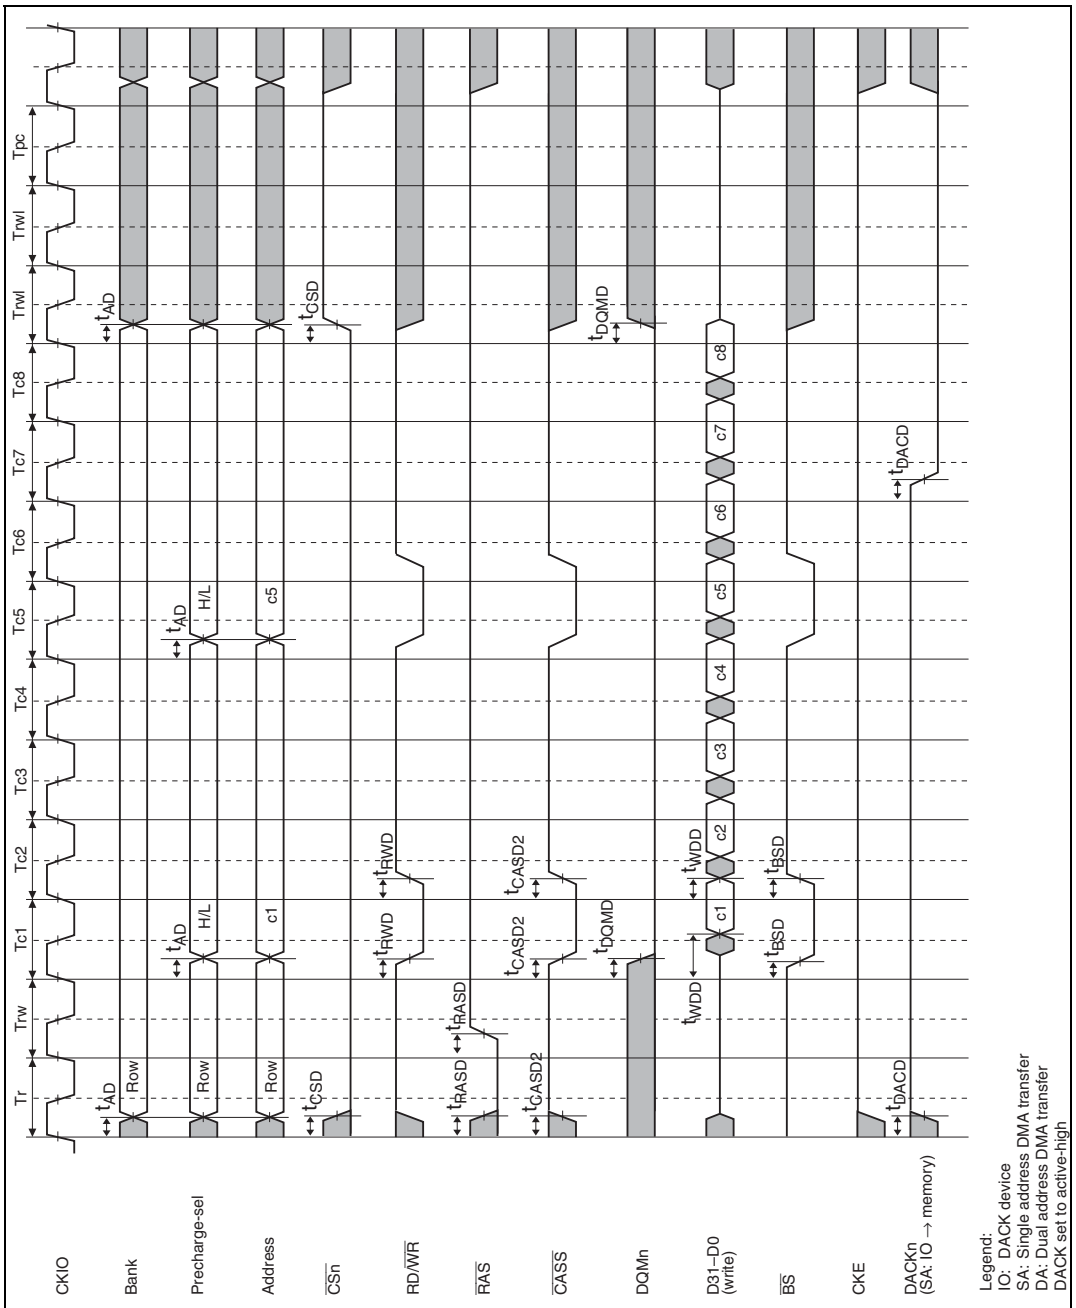 Tr Trw Tc1 Tc2 Tc3 Tc4 Tc5 Tc6 Tc7 Tc8 Trwl Trwl Tpc
CKIO
tAD tAD
Bank Row
tAD tAD
Precharge-sel Row H/L H/L
Address Row c1 c5
tCSD tCSD
CSn
tRWD tRWD
RD/WR
tRASD tRASD
RAS
tCASD2 tCASD2 tCASD2
CASS
tDQMD tDQMD
DQMn
tWDD tWDD
D31–D0 c1 c2 c3 c4 c5 c6 c7 c8
(write)
tBSD tBSD
BS
CKE
tDACD tDACD
DACKn
(SA: IO → memory)
Legend:
IO: DACK device
SA: Single address DMA transfer
DA: Dual address DMA transfer
DACK set to active-high